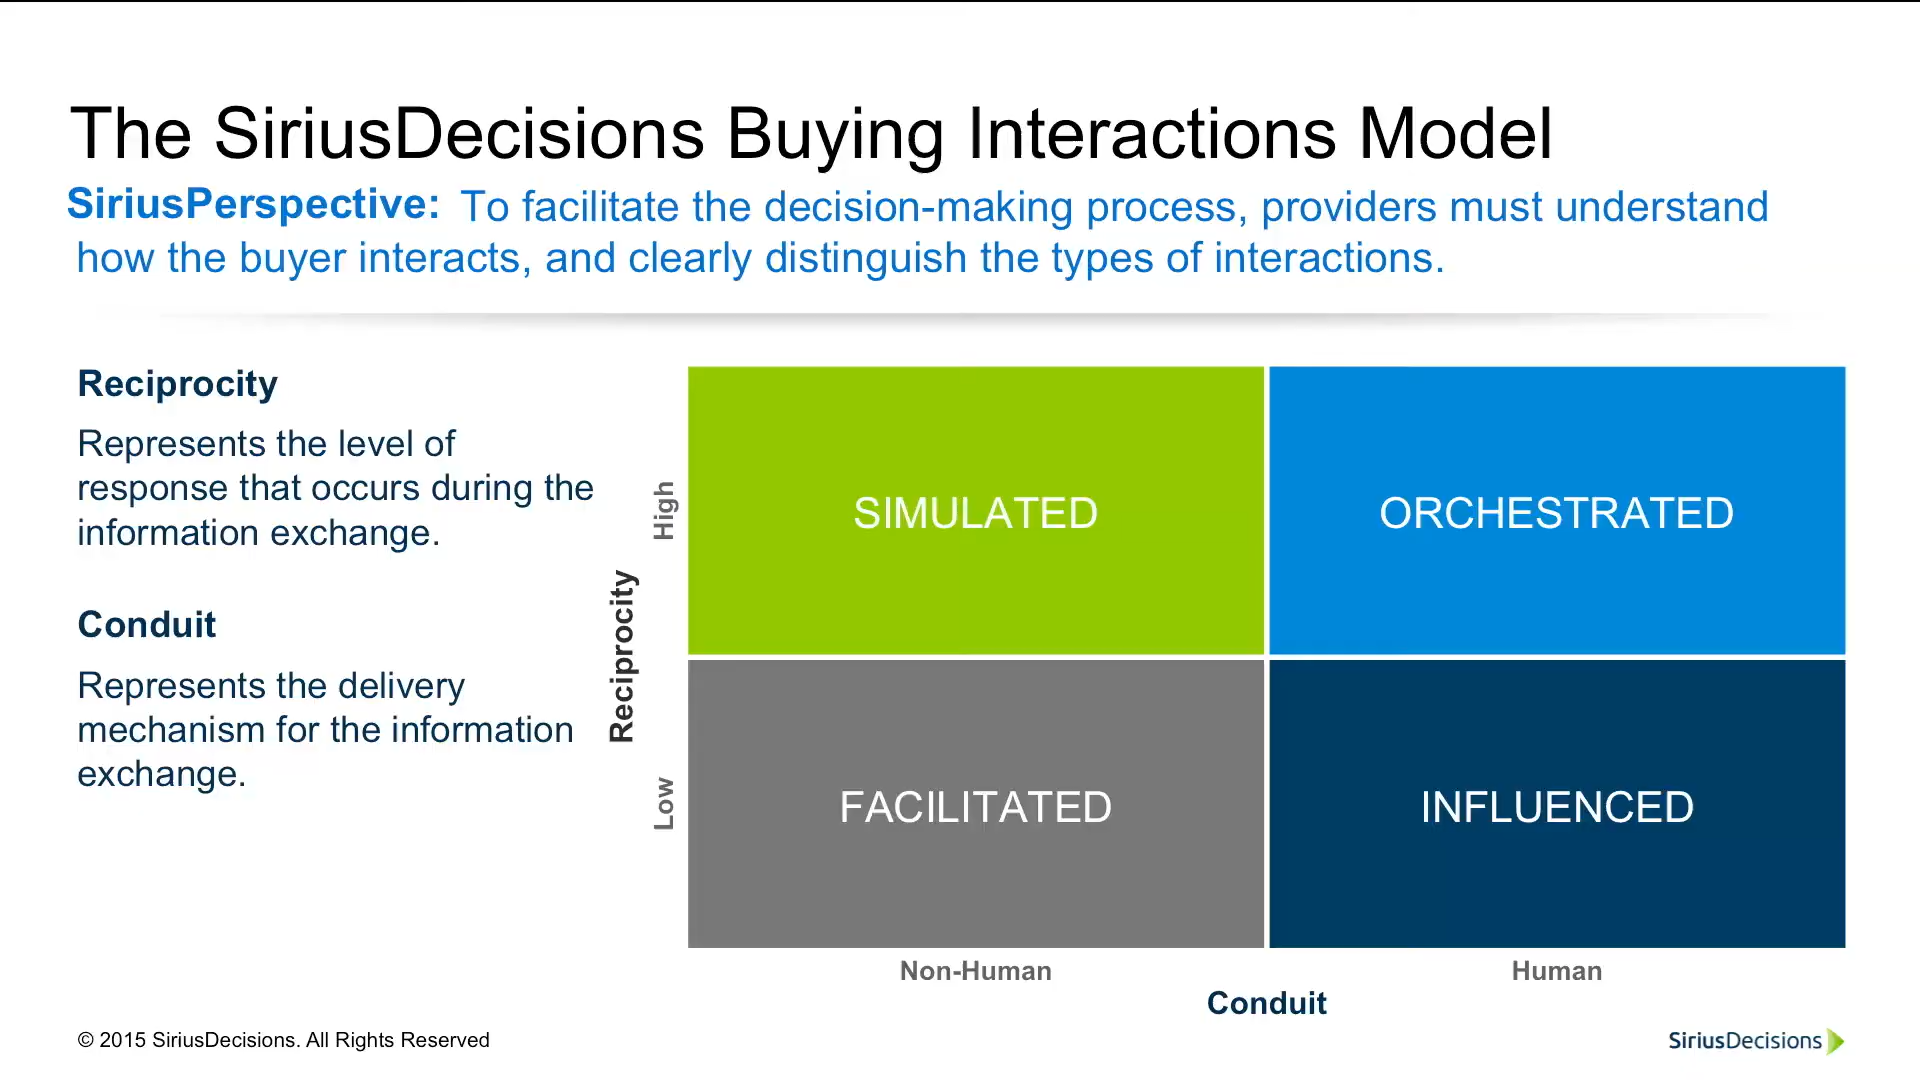 The SiriusDecisions Buying Interactions Model
SiriusPerspective: To facilitate the decision-making process, providers must understand
how the buyer interacts, and clearly distinguish the types of interactions.
Reciprocity
Represents the level of
response that occurs during the
information exchange.
Conduit
Represents the delivery
mechanism for the information
exchange.
Reciprocity
High
Low
SIMULATED
ORCHESTRATED
FACILITATED
INFLUENCED
Non-Human
Human
Conduit
© 2015 SiriusDecisions. All Rights Reserved
SiriusDecisions